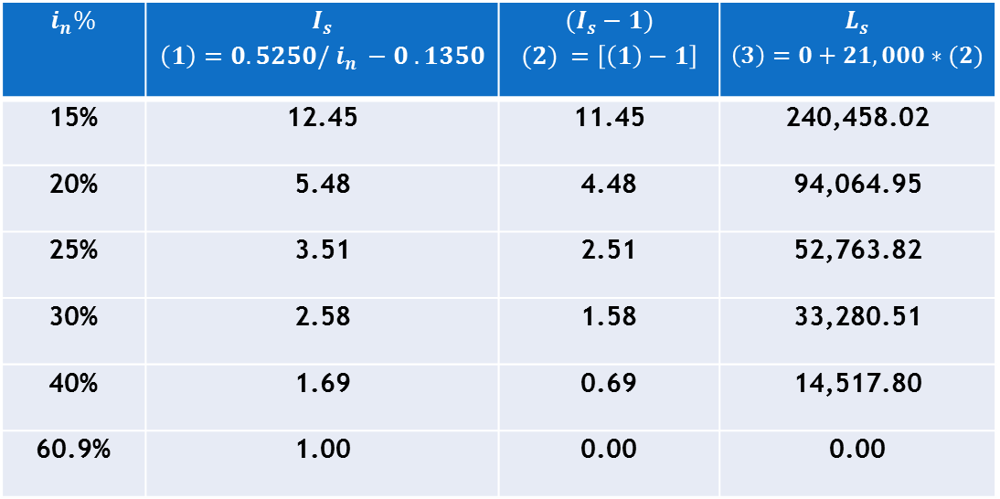 i_n% I_s (I_s − 1) L_s
(1) = 0.5250/ i_n − 0.1350 (2) = [(1) − 1] (3) = 0 + 21,000 * (2)
15% 12.45 11.45 240,458.02
20% 5.48 4.48 94,064.95
25% 3.51 2.51 52,763.82
30% 2.58 1.58 33,280.51
40% 1.69 0.69 14,517.80
60.9% 1.00 0.00 0.00